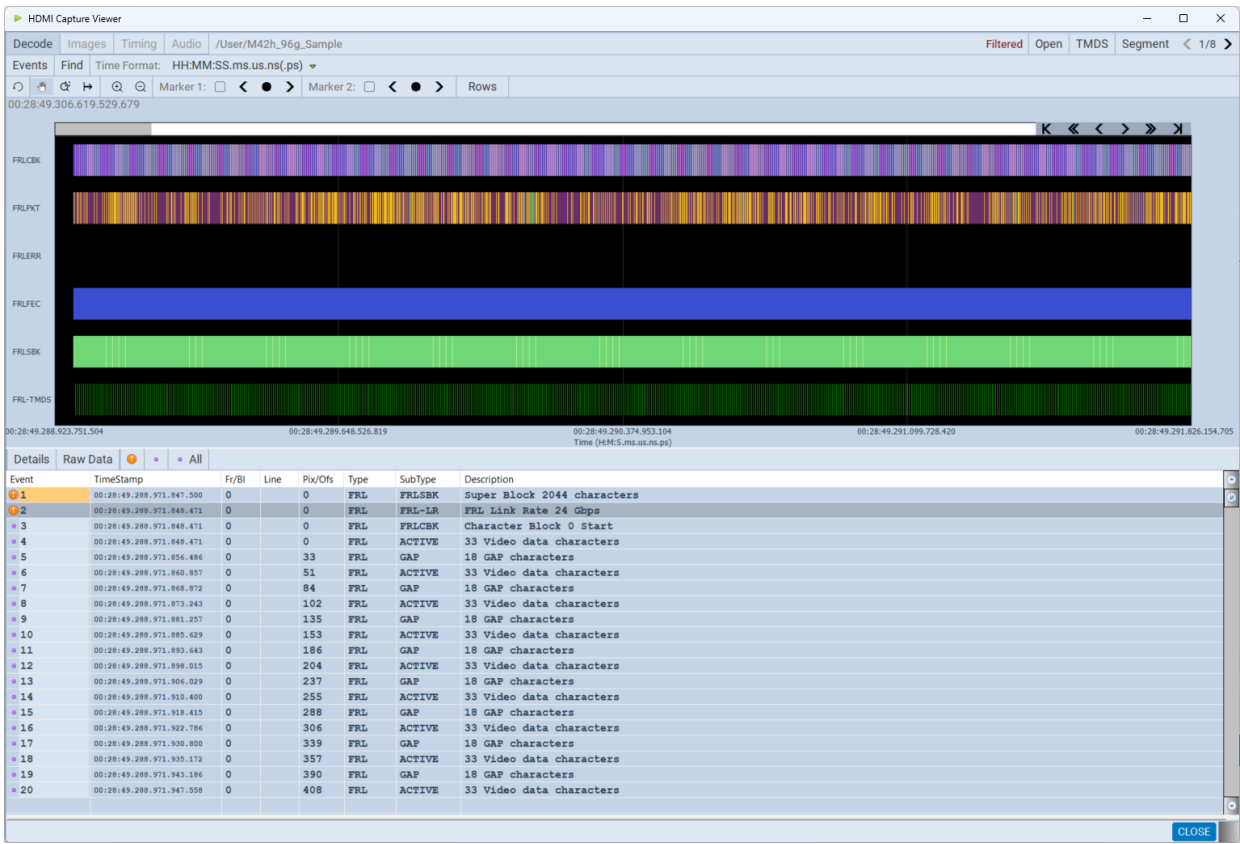 HDMI Capture Viewer
Decode Images Timing Audio /User/M42h_96g_Sample Filtered Open TMDS Segment 1/8
Events Find Time Format: HH:MM:SS.ms.us.ns(.ps)
Marker 1: Marker 2: Rows
00:28:49.306.619.529.679
FRLCBK
FRLPKT
FRLERR
FRLFEC
FRLSBK
FRL-TMDS
00:28:49.288.923.751.504 00:28:49.289.648.526.819 00:28:49.290.374.953.104 00:28:49.291.099.728.420 00:28:49.291.826.154.705
Time (H:M:S.ms.us.ns.ps)
Details Raw Data All
Event TimeStamp Fr/Bl Line Pix/Ofs Type SubType Description
1 00:28:49.288.971.847.500 0 0 FRL FRLSBK Super Block 2044 characters
2 00:28:49.288.971.848.471 0 0 FRL FRL-LR FRL Link Rate 24 Gbps
3 00:28:49.288.971.848.471 0 0 FRL FRLCBK Character Block 0 Start
4 00:28:49.288.971.848.471 0 0 FRL ACTIVE 33 Video data characters
5 00:28:49.288.971.856.486 0 33 FRL GAP 18 GAP characters
6 00:28:49.288.971.860.857 0 51 FRL ACTIVE 33 Video data characters
7 00:28:49.288.971.868.872 0 84 FRL GAP 18 GAP characters
8 00:28:49.288.971.873.243 0 102 FRL ACTIVE 33 Video data characters
9 00:28:49.288.971.881.257 0 135 FRL GAP 18 GAP characters
10 00:28:49.288.971.885.629 0 153 FRL ACTIVE 33 Video data characters
11 00:28:49.288.971.893.643 0 186 FRL GAP 18 GAP characters
12 00:28:49.288.971.898.015 0 204 FRL ACTIVE 33 Video data characters
13 00:28:49.288.971.906.029 0 237 FRL GAP 18 GAP characters
14 00:28:49.288.971.910.400 0 255 FRL ACTIVE 33 Video data characters
15 00:28:49.288.971.918.415 0 288 FRL GAP 18 GAP characters
16 00:28:49.288.971.922.786 0 306 FRL ACTIVE 33 Video data characters
17 00:28:49.288.971.930.800 0 339 FRL GAP 18 GAP characters
18 00:28:49.288.971.935.172 0 357 FRL ACTIVE 33 Video data characters
19 00:28:49.288.971.943.186 0 390 FRL GAP 18 GAP characters
20 00:28:49.288.971.947.558 0 408 FRL ACTIVE 33 Video data characters
CLOSE